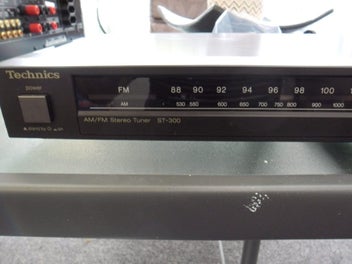 Technics
power
FM 88 90 92 94 96 98 100
AM 530 550 600 650 700 750 800 900 1000
AM/FM Stereo Tuner ST-300